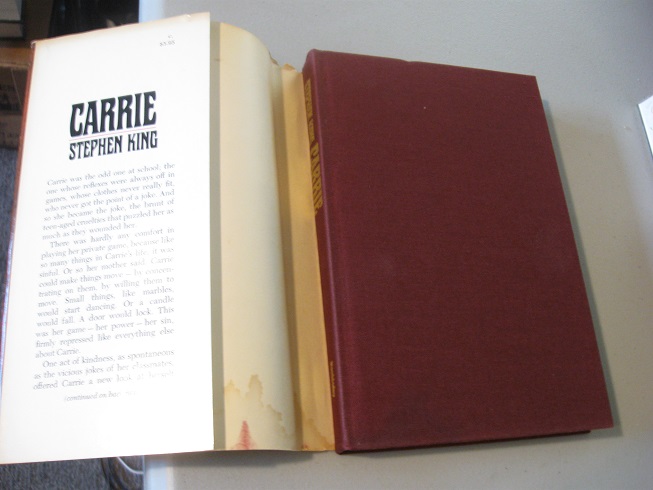 $5.95
CARRIE
STEPHEN KING
Carrie was the odd one at school; the
one whose reflexes were always off in
games, whose clothes never really fit,
who never got the point of a joke. And
so she became the joke, the brunt of
teen-aged cruelties that puzzled her as
much as they wounded her.
There was hardly any comfort in
playing her private game, because like
so many things in Carrie's life, it was
sinful. Or so her mother said. Carrie
could make things move – by concen-
trating on them, by willing them to
move. Small things, like marbles,
would start dancing. Or a candle
would fall. A door would lock. This
was her game – her power – her sin,
firmly repressed like everything else
about Carrie.
One act of kindness, as spontaneous
as the vicious jokes of her classmates,
offered Carrie a new look at herself
(continued on back